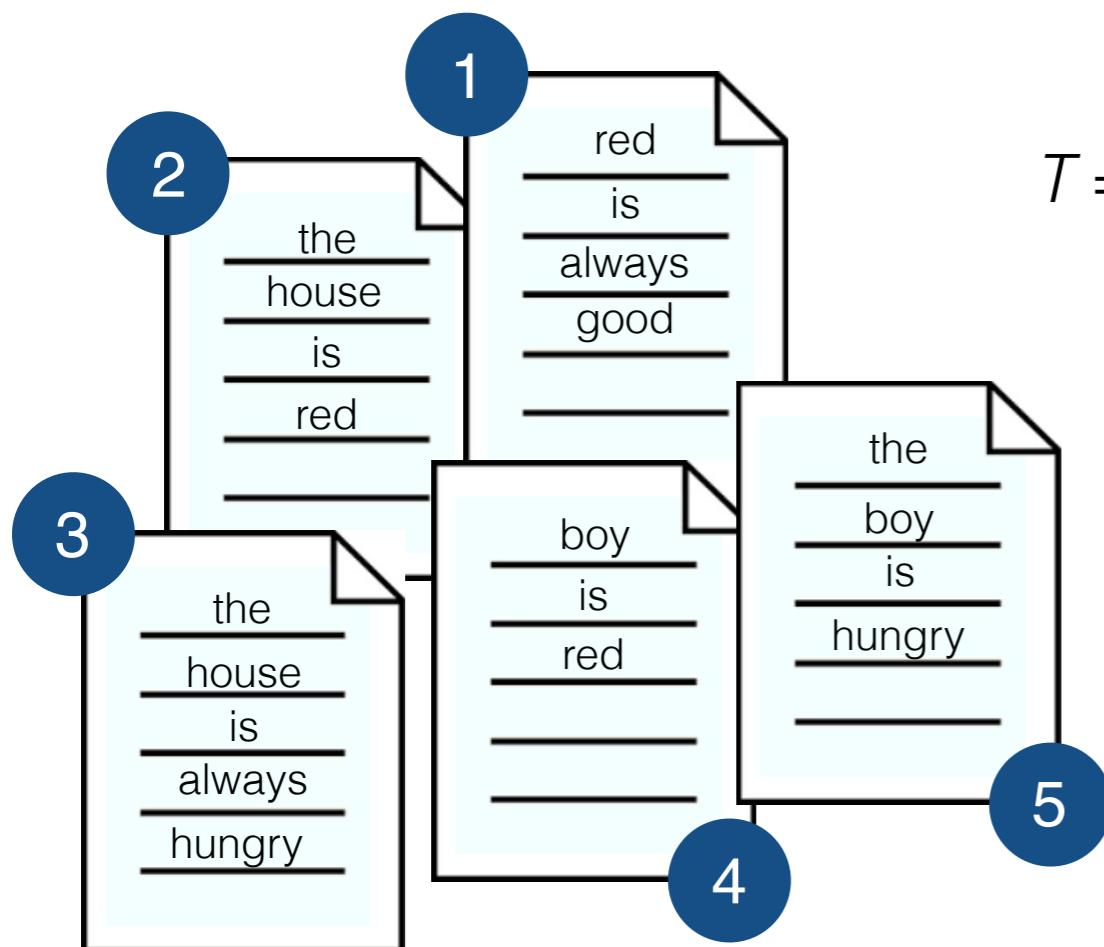 1
red
is
always
good
T =
2
the
house
is
red
3
the
house
is
always
hungry
boy
is
red
4
the
boy
is
hungry
5